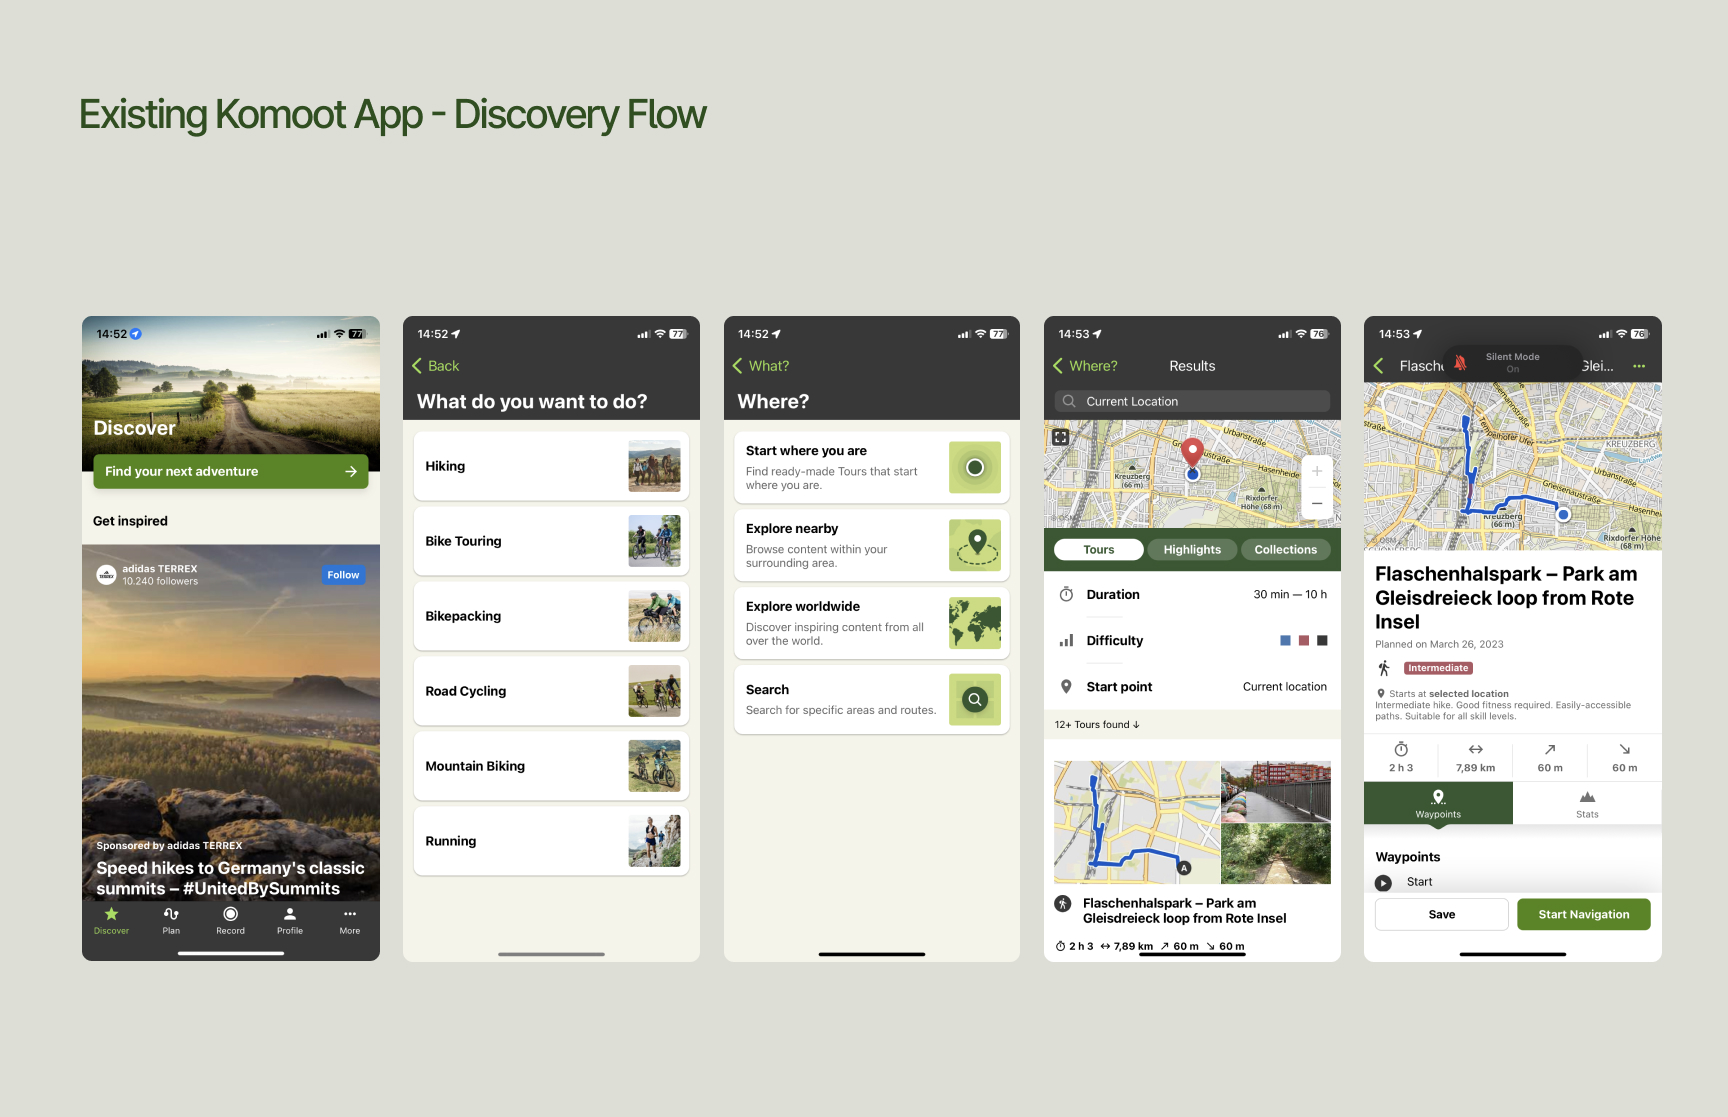 Existing Komoot App - Discovery Flow
14:52
77
Discover
Find your next adventure
Get inspired
adidas TERREX
10.240 followers
Follow
Sponsored by adidas TERREX
Speed hikes to Germany's classic
summits – #UnitedBySummits
Discover
Plan
Record
Profile
More
14:52
77
Back
What do you want to do?
Hiking
Bike Touring
Bikepacking
Road Cycling
Mountain Biking
Running
14:52
77
What?
Where?
Start where you are
Find ready-made Tours that start
where you are.
Explore nearby
Browse content within your
surrounding area.
Explore worldwide
Discover inspiring content from all
over the world.
Search
Search for specific areas and routes.
14:53
76
Where?
Results
Current Location
Urbanstraße
Hasenheide
Kreuzberg
(66 m)
Rixdorfer
Höhe (68 m)
© OSM
Tours
Highlights
Collections
Duration
30 min — 10 h
Difficulty
Start point
Current location
12+ Tours found ↓
A
Flaschenhalspark – Park am
Gleisdreieck loop from Rote Insel
2 h 3
7,89 km
60 m
60 m
14:53
76
Silent Mode
On
Tempelhofer Ufer
Urbanstraße
KREUZBERG
Gneisenaustraße
Kreuzberg
(66 m)
Rixdorfer Höhe
(68 m)
© OSM
Flaschenhalspark – Park am
Gleisdreieck loop from Rote
Insel
Planned on March 26, 2023
Intermediate
Starts at selected location
Intermediate hike. Good fitness required. Easily-accessible
paths. Suitable for all skill levels.
2 h 3
7,89 km
60 m
60 m
Waypoints
Stats
Waypoints
Start
Save
Start Navigation